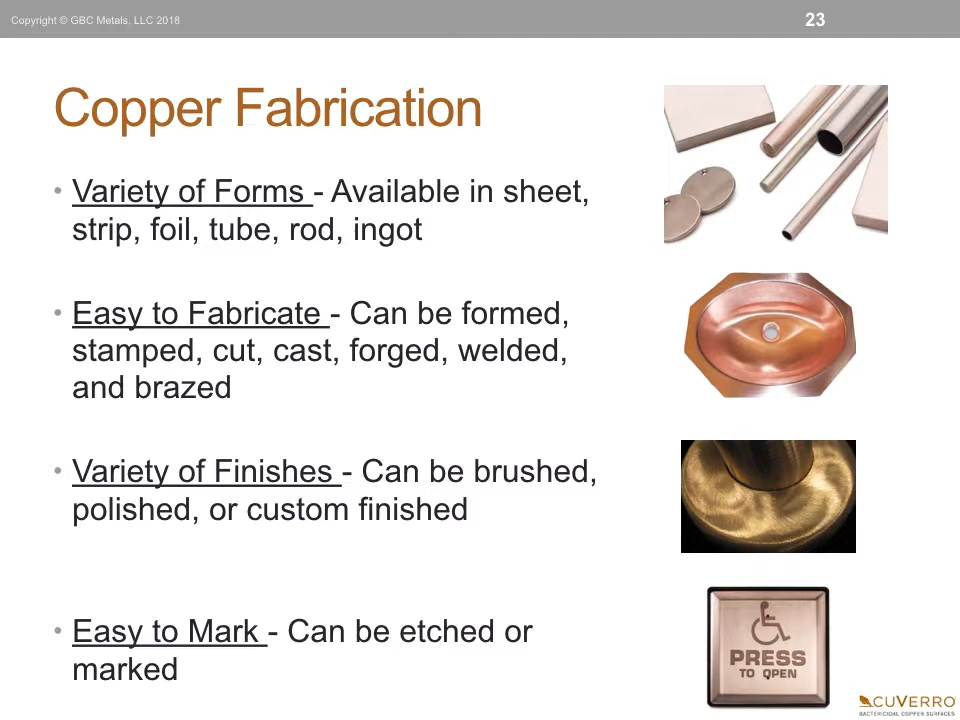 Copyright © GBC Metals, LLC 2018
23
Copper Fabrication
• Variety of Forms - Available in sheet,
strip, foil, tube, rod, ingot
• Easy to Fabricate - Can be formed,
stamped, cut, cast, forged, welded,
and brazed
• Variety of Finishes - Can be brushed,
polished, or custom finished
• Easy to Mark - Can be etched or
marked
PRESS
TO OPEN
CUVERRO
BACTERICIDAL COPPER SURFACES